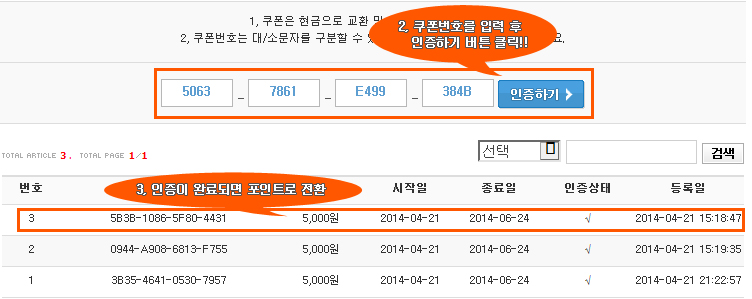 1, 쿠폰은 현금으로 교환 및
2, 쿠폰번호를 입력 후
인증하기 버튼 클릭!!
2, 쿠폰번호는 대/소문자를 구분할 수 요.
5063 - 7861 - E499 - 384B 인증하기
선택 검색
TOTAL ARTICLE 3 . TOTAL PAGE 1/1
3, 인증이 완료되면 포인트로 전환
번호 시작일 종료일 인증상태 등록일
3 5B3B-1086-5F80-4431 5,000원 2014-04-21 2014-06-24 √ 2014-04-21 15:18:47
2 0944-A908-6813-F755 5,000원 2014-04-21 2014-06-24 √ 2014-04-21 15:19:35
1 3B35-4641-0530-7957 5,000원 2014-04-21 2014-06-24 √ 2014-04-21 21:22:57